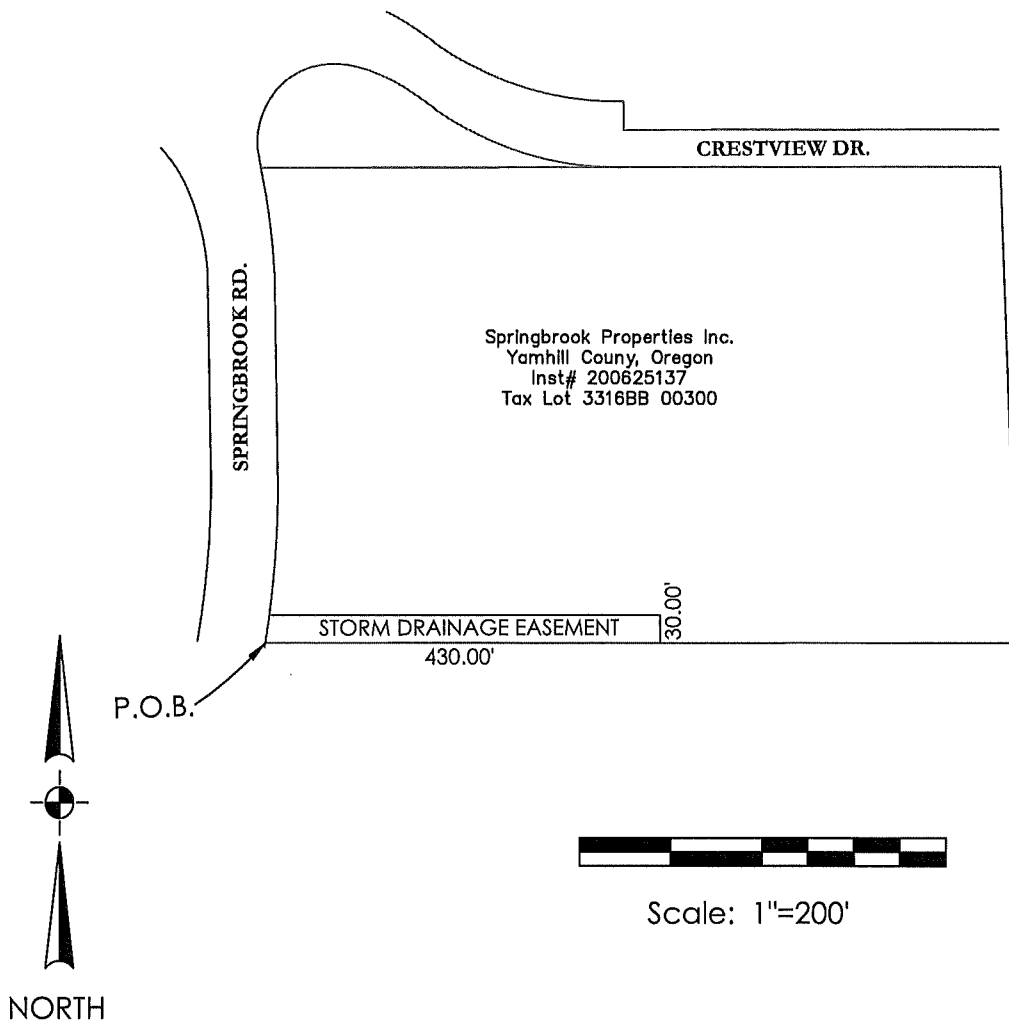 CRESTVIEW DR.
SPRINGBROOK RD.
Springbrook Properties Inc.
Yamhill Couny, Oregon
Inst# 200625137
Tax Lot 3316BB 00300
30.00'
STORM DRAINAGE EASEMENT
430.00'
P.O.B.
Scale: 1"=200'
NORTH